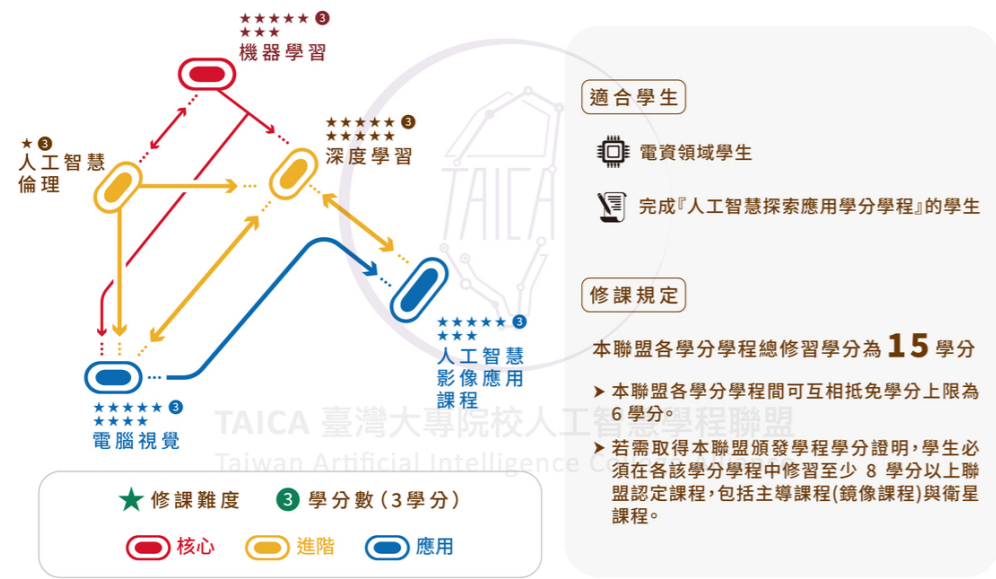 ★★★★★ 3
★★★
機器學習
★ 3
人工智慧
倫理
★★★★★ 3
★★★★★
深度學習
★★★★★ 3
★★★
人工智慧
影像應用
課程
★★★★★ 3
★★★★
電腦視覺
★ 修課難度 3 學分數(3學分)
核心 進階 應用
適合學生
電資領域學生
完成『人工智慧探索應用學分學程』的學生
修課規定
本聯盟各學分學程總修習學分為 15 學分
➤ 本聯盟各學分學程間可互相抵免學分上限為
6 學分。
➤ 若需取得本聯盟頒發學程學分證明,學生必
須在各該學分學程中修習至少 8 學分以上聯
盟認定課程,包括主導課程(鏡像課程)與衛星
課程。
TAICA
TAICA 臺灣大專院校人工智慧學程聯盟
Taiwan Artificial Intelligence